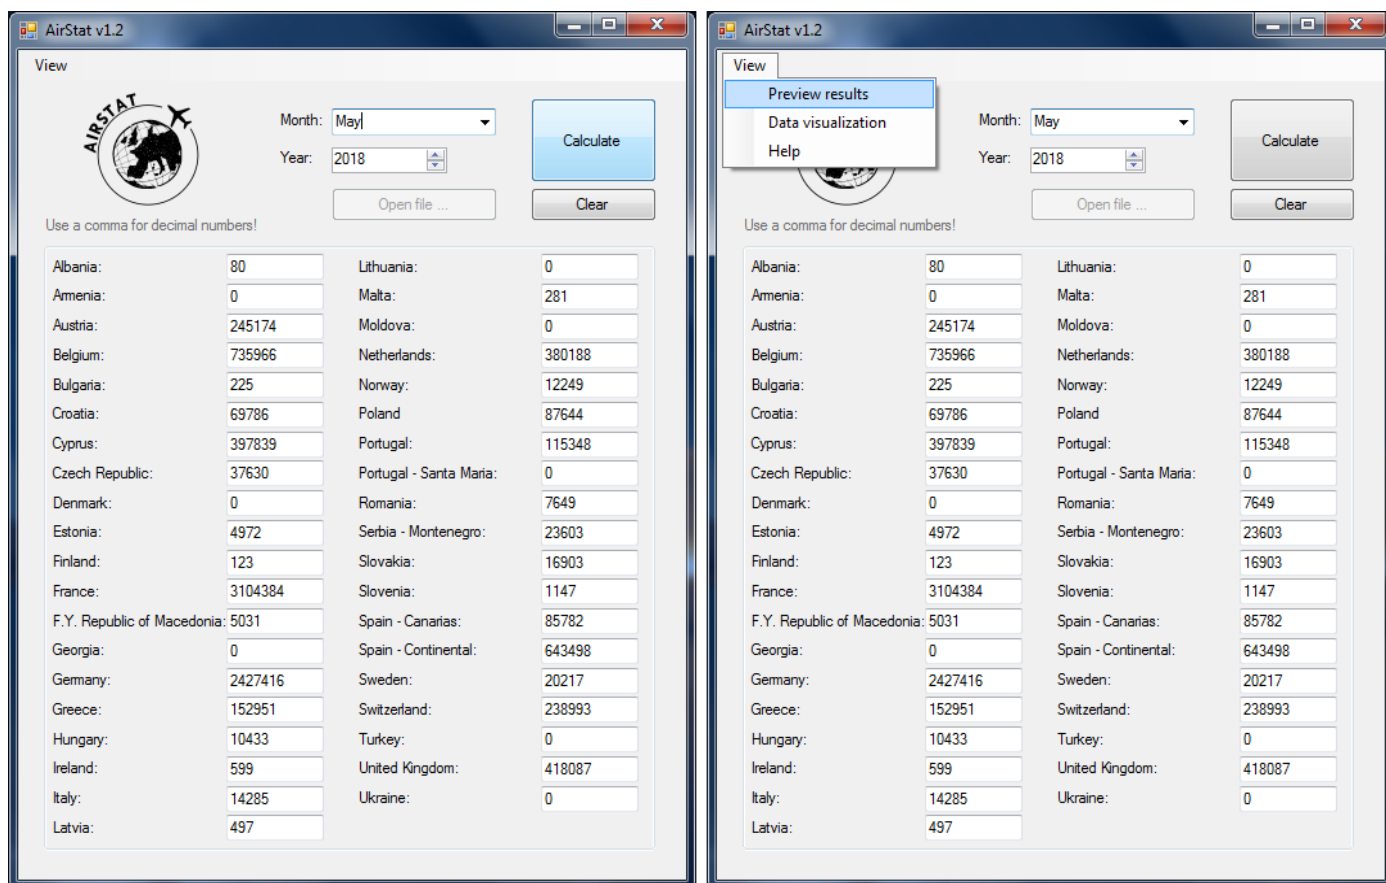 AirStat v1.2
View
AIRSTAT
Month: May
Year: 2018
Calculate
Open file ...
Clear
Use a comma for decimal numbers!
Albania: 80 Lithuania: 0
Armenia: 0 Malta: 281
Austria: 245174 Moldova: 0
Belgium: 735966 Netherlands: 380188
Bulgaria: 225 Norway: 12249
Croatia: 69786 Poland 87644
Cyprus: 397839 Portugal: 115348
Czech Republic: 37630 Portugal - Santa Maria: 0
Denmark: 0 Romania: 7649
Estonia: 4972 Serbia - Montenegro: 23603
Finland: 123 Slovakia: 16903
France: 3104384 Slovenia: 1147
F.Y. Republic of Macedonia: 5031 Spain - Canarias: 85782
Georgia: 0 Spain - Continental: 643498
Germany: 2427416 Sweden: 20217
Greece: 152951 Switzerland: 238993
Hungary: 10433 Turkey: 0
Ireland: 599 United Kingdom: 418087
Italy: 14285 Ukraine: 0
Latvia: 497
AirStat v1.2
View
Preview results
Data visualization
Help
Month: May
Year: 2018
Calculate
Open file ...
Clear
Use a comma for decimal numbers!
Albania: 80 Lithuania: 0
Armenia: 0 Malta: 281
Austria: 245174 Moldova: 0
Belgium: 735966 Netherlands: 380188
Bulgaria: 225 Norway: 12249
Croatia: 69786 Poland 87644
Cyprus: 397839 Portugal: 115348
Czech Republic: 37630 Portugal - Santa Maria: 0
Denmark: 0 Romania: 7649
Estonia: 4972 Serbia - Montenegro: 23603
Finland: 123 Slovakia: 16903
France: 3104384 Slovenia: 1147
F.Y. Republic of Macedonia: 5031 Spain - Canarias: 85782
Georgia: 0 Spain - Continental: 643498
Germany: 2427416 Sweden: 20217
Greece: 152951 Switzerland: 238993
Hungary: 10433 Turkey: 0
Ireland: 599 United Kingdom: 418087
Italy: 14285 Ukraine: 0
Latvia: 497